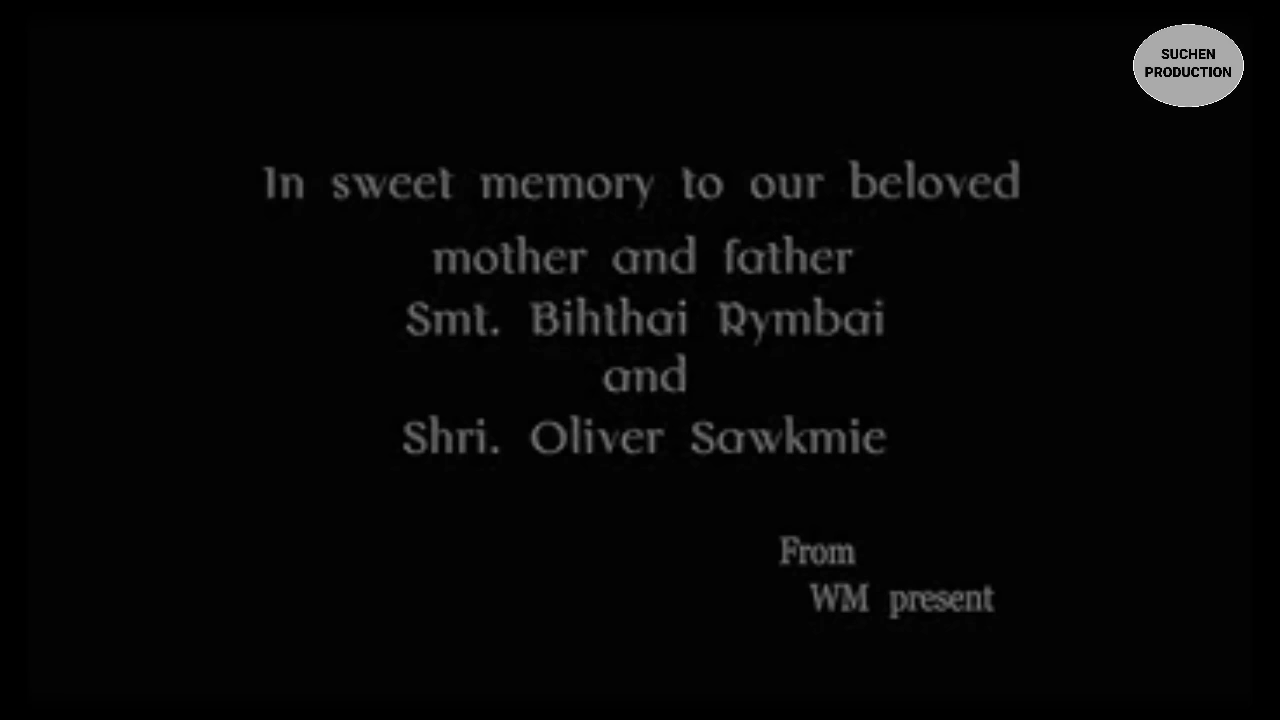 SUCHEN
PRODUCTION
In sweet memory to our beloved
mother and father
Smt. Bihthai Rymbai
and
Shri. Oliver Sawkmie
From
WM present